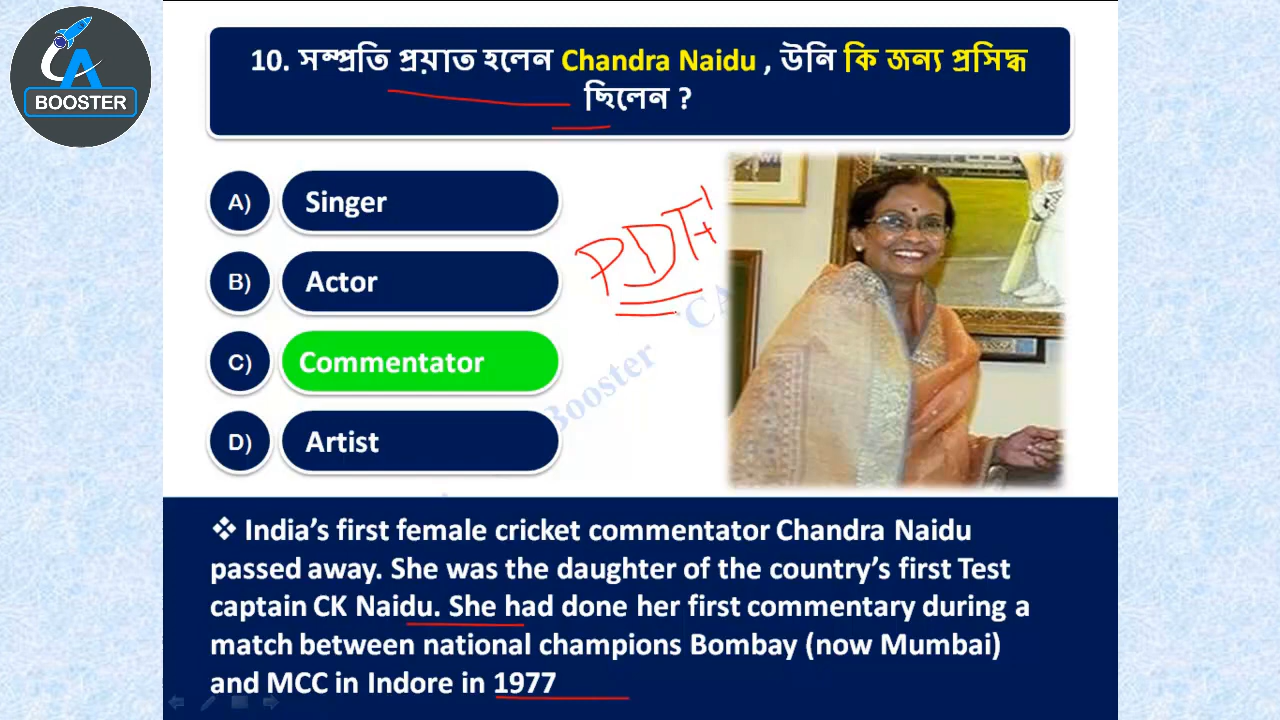 CA
BOOSTER
10. সম্প্রতি প্রয়াত হলেন Chandra Naidu , উনি কি জন্য প্রসিদ্ধ
ছিলেন ?
A) Singer
B) Actor
C) Commentator
D) Artist
PDF
Booster CA
❖ India's first female cricket commentator Chandra Naidu
passed away. She was the daughter of the country's first Test
captain CK Naidu. She had done her first commentary during a
match between national champions Bombay (now Mumbai)
and MCC in Indore in 1977